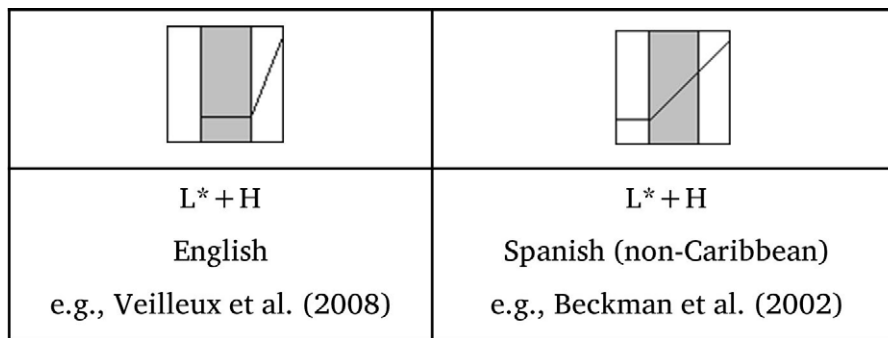 L*+H
English
e.g., Veilleux et al. (2008)
L*+H
Spanish (non-Caribbean)
e.g., Beckman et al. (2002)